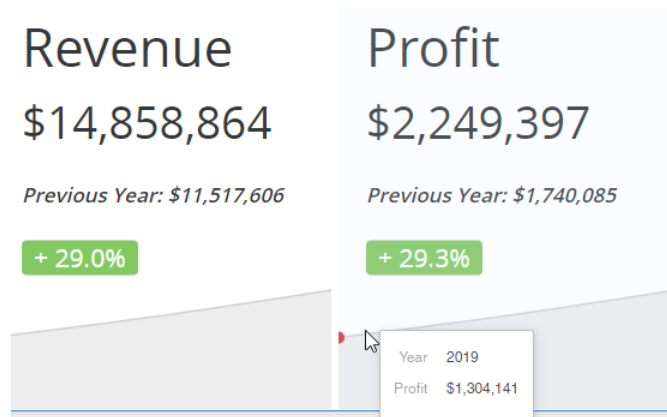 Revenue
$14,858,864
Previous Year: $11,517,606
+ 29.0%
Profit
$2,249,397
Previous Year: $1,740,085
+ 29.3%
Year 2019
Profit $1,304,141